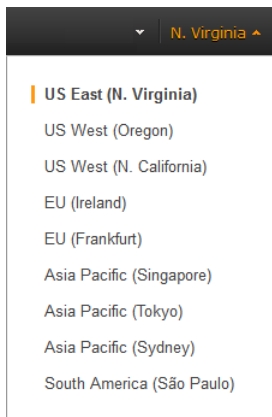 N. Virginia
US East (N. Virginia)
US West (Oregon)
US West (N. California)
EU (Ireland)
EU (Frankfurt)
Asia Pacific (Singapore)
Asia Pacific (Tokyo)
Asia Pacific (Sydney)
South America (São Paulo)